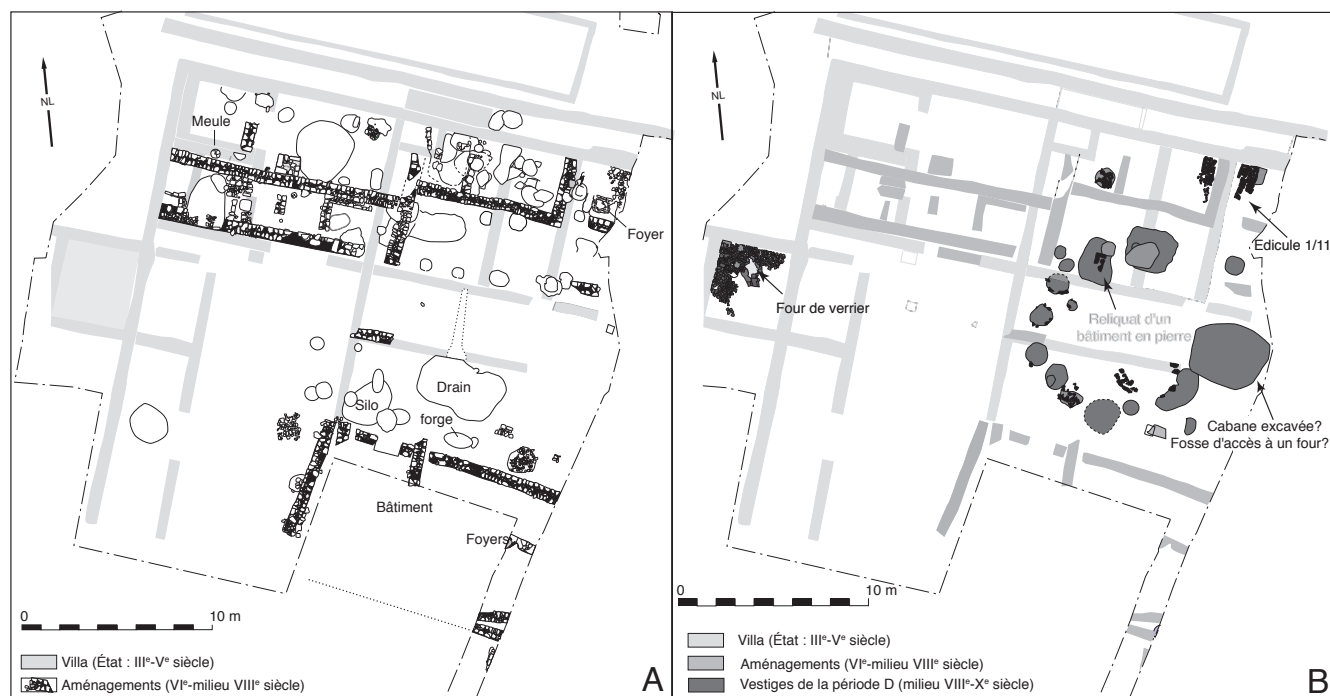 NL
Meule
Foyer
Drain
Silo
forge
Bâtiment
Foyers
0 10 m
Villa (État : IIIᵉ-Vᵉ siècle)
Aménagements (VIᵉ-milieu VIIIᵉ siècle)
A
NL
Edicule 1/11
Four de verrier
Reliquat d'un
bâtiment en pierre
Cabane excavée?
Fosse d'accès à un four?
0 10 m
Villa (État : IIIᵉ-Vᵉ siècle)
Aménagements (VIᵉ-milieu VIIIᵉ siècle)
Vestiges de la période D (milieu VIIIᵉ-Xᵉ siècle)
B